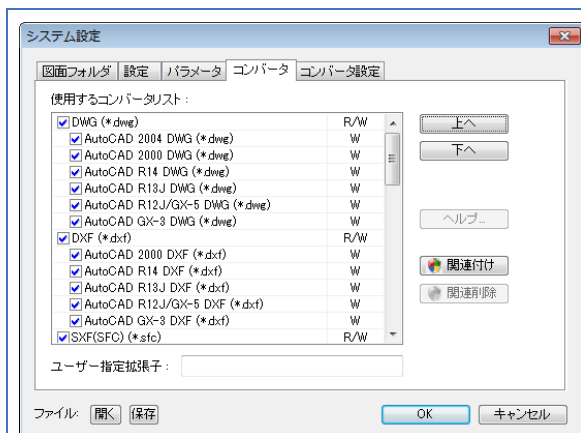 システム設定
図面フォルダ 設定 パラメータ コンバータ コンバータ設定
使用するコンバータリスト：
DWG (*.dwg) R/W
AutoCAD 2004 DWG (*.dwg) W
AutoCAD 2000 DWG (*.dwg) W
AutoCAD R14 DWG (*.dwg) W
AutoCAD R13J DWG (*.dwg) W
AutoCAD R12J/GX-5 DWG (*.dwg) W
AutoCAD GX-3 DWG (*.dwg) W
DXF (*.dxf) R/W
AutoCAD 2000 DXF (*.dxf) W
AutoCAD R14 DXF (*.dxf) W
AutoCAD R13J DXF (*.dxf) W
AutoCAD R12J/GX-5 DXF (*.dxf) W
AutoCAD GX-3 DXF (*.dxf) W
SXF(SFC) (*.sfc) R/W
上へ
下へ
ヘルプ...
関連付け
関連削除
ユーザー指定拡張子：
ファイル: 開く 保存 OK キャンセル